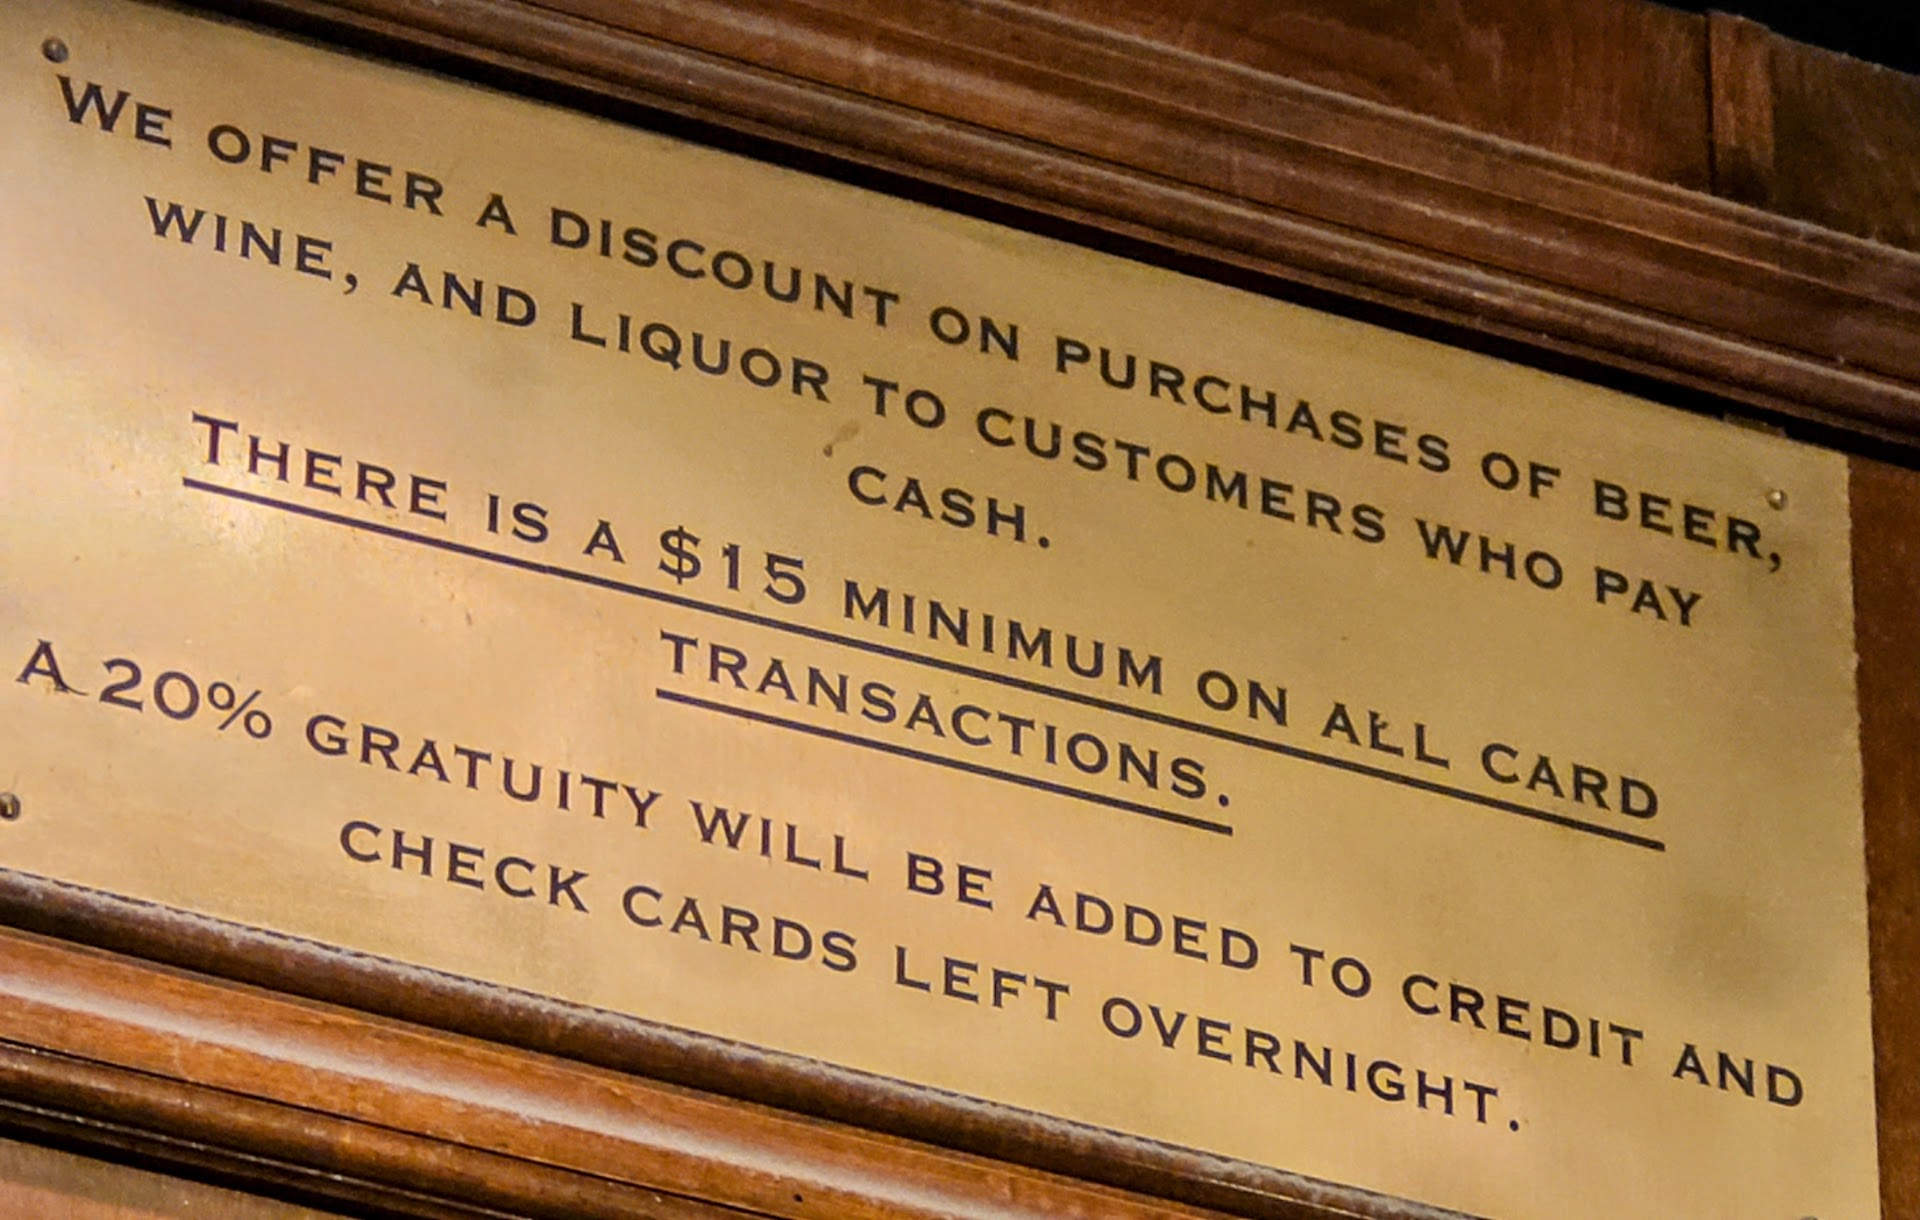 WE OFFER A DISCOUNT ON PURCHASES OF BEER,
WINE, AND LIQUOR TO CUSTOMERS WHO PAY
CASH.
THERE IS A $15 MINIMUM ON ALL CARD
TRANSACTIONS.
A 20% GRATUITY WILL BE ADDED TO CREDIT AND
CHECK CARDS LEFT OVERNIGHT.